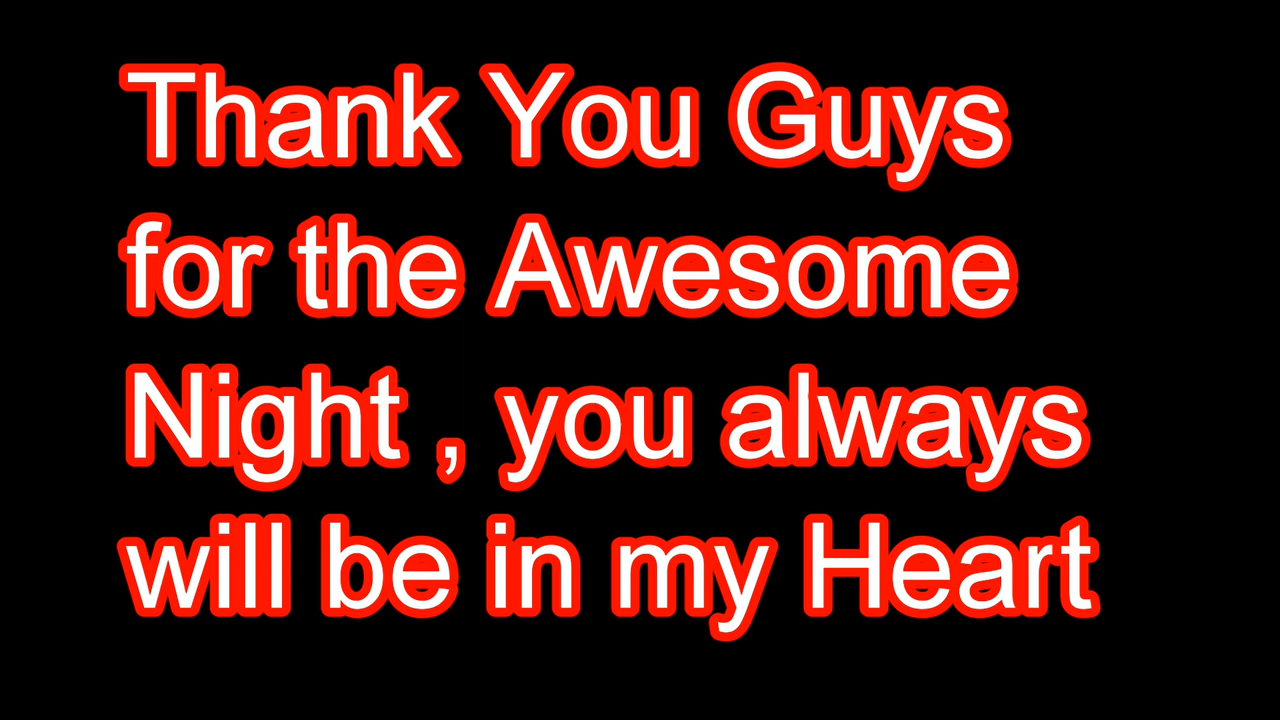 Thank You Guys
for the Awesome
Night , you always
will be in my Heart